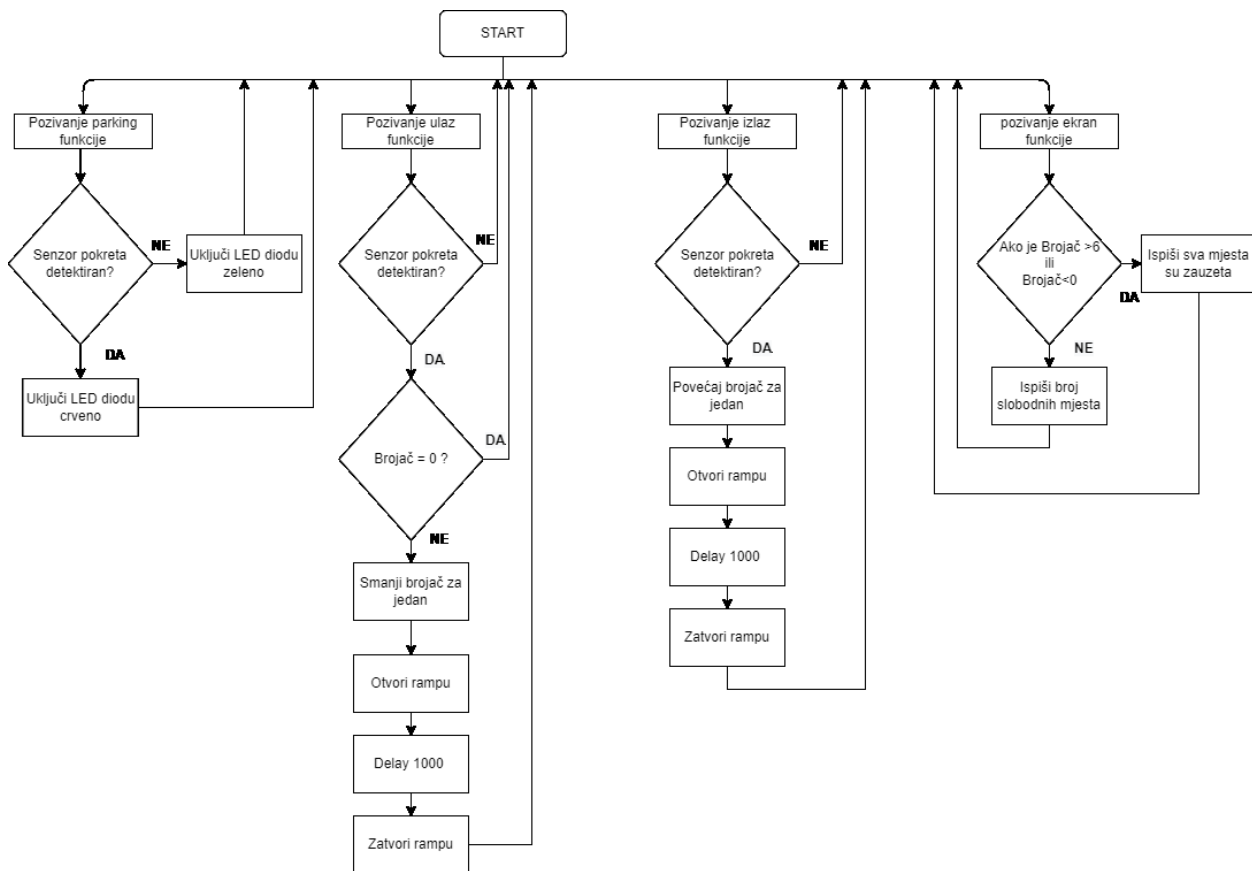 START
Pozivanje parking
funkcije
Senzor pokreta
detektiran?
NE
Uključi LED diodu
zeleno
DA
Uključi LED diodu
crveno
Pozivanje ulaz
funkcije
Senzor pokreta
detektiran?
NE
DA
Brojač = 0 ?
DA
NE
Smanji brojač za
jedan
Otvori rampu
Delay 1000
Zatvori rampu
Pozivanje izlaz
funkcije
Senzor pokreta
detektiran?
NE
DA
Povećaj brojač za
jedan
Otvori rampu
Delay 1000
Zatvori rampu
pozivanje ekran
funkcije
Ako je Brojač >6
ili
Brojač<0
DA
Ispiši sva mjesta
su zauzeta
NE
Ispiši broj
slobodnih mjesta